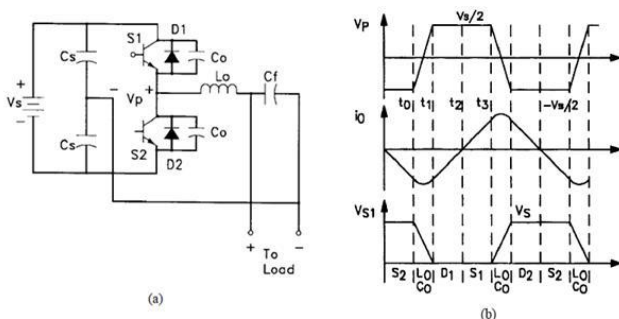 Cs
Vs
+
-
Cs
S1
D1
Co
-
Vp
+
Lo
Cf
S2
D2
Co
+
-
To
Load
(a)
VP
Vs/2
t0
t1
t2
t3
-Vs/2
i0
VS1
VS
S2
LO
CO
D1
S1
LO
CO
D2
S2
LO
CO
(b)